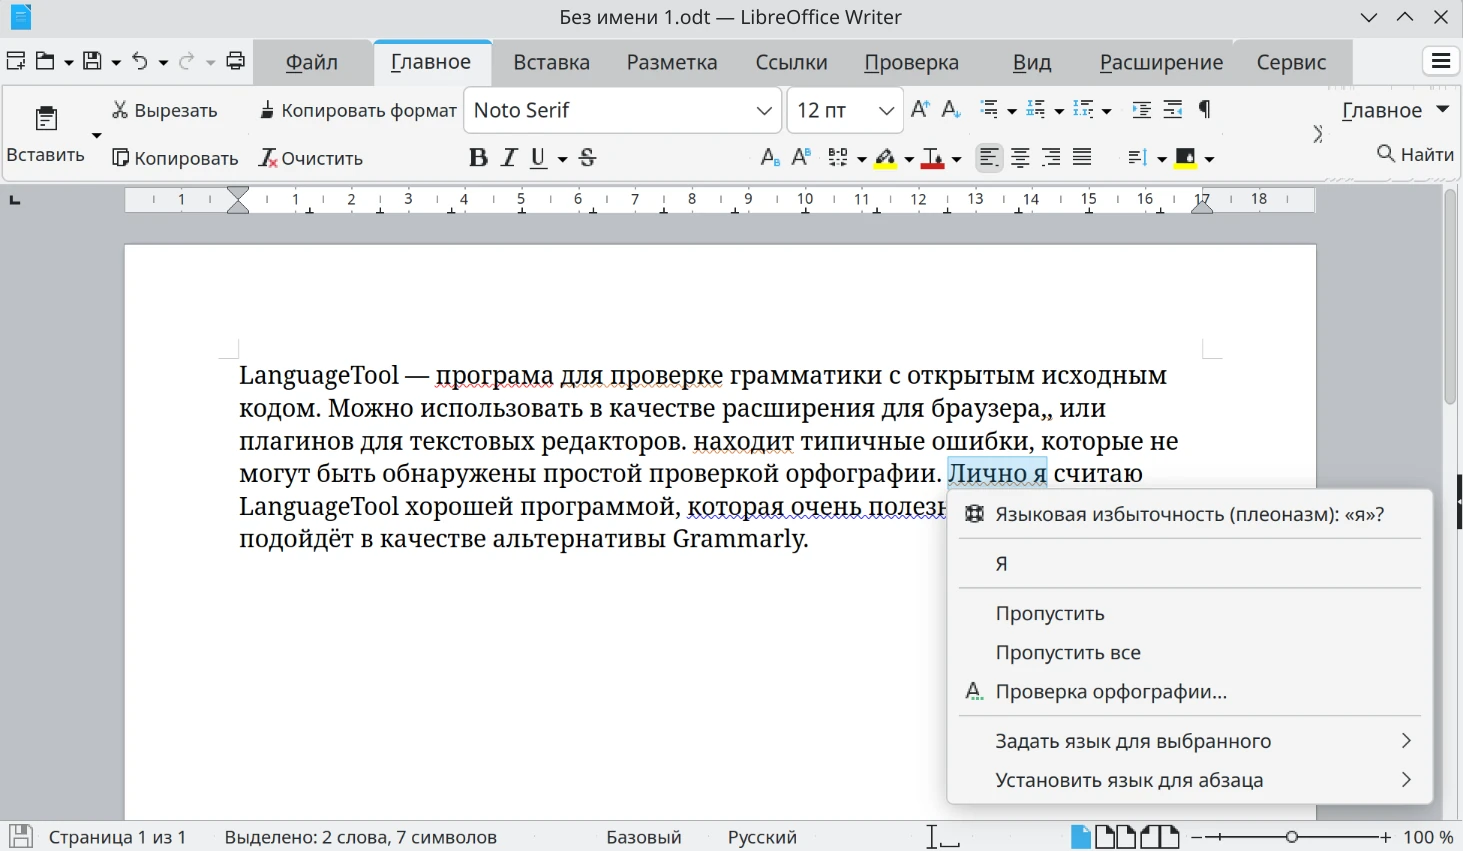 Без имени 1.odt — LibreOffice Writer
Файл Главное Вставка Разметка Ссылки Проверка Вид Расширение Сервис
Вставить
Вырезать
Копировать
Копировать формат
Очистить
Noto Serif
12 пт
Главное
Найти
1 1 2 3 4 5 6 7 8 9 10 11 12 13 14 15 16 17 18
LanguageTool — програма для проверке грамматики с открытым исходным
кодом. Можно использовать в качестве расширения для браузера,, или
плагинов для текстовых редакторов. находит типичные ошибки, которые не
могут быть обнаружены простой проверкой орфографии. Лично я считаю
LanguageTool хорошей программой, которая очень полезн
подойдёт в качестве альтернативы Grammarly.
Языковая избыточность (плеоназм): «я»?
Я
Пропустить
Пропустить все
Проверка орфографии...
Задать язык для выбранного
Установить язык для абзаца
Страница 1 из 1 Выделено: 2 слова, 7 символов Базовый Русский 100 %